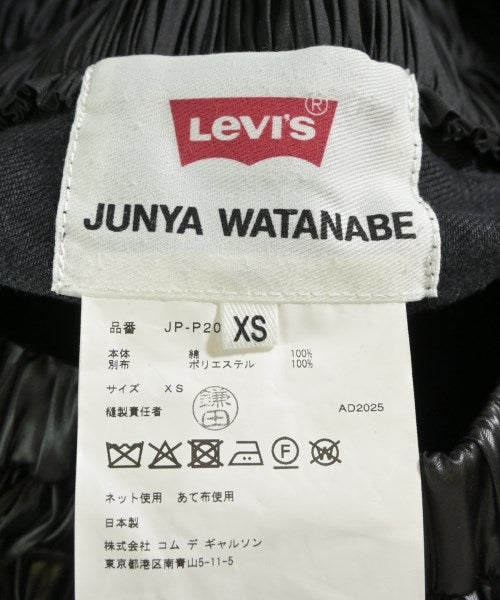 Levi's ®
JUNYA WATANABE
XS
品番 JP-P20
本体 綿 100%
別布 ポリエステル 100%
サイズ XS
縫製責任者 鎌田 AD2025
ネット使用 あて布使用
日本製
株式会社 コム デ ギャルソン
東京都港区南青山5-11-5